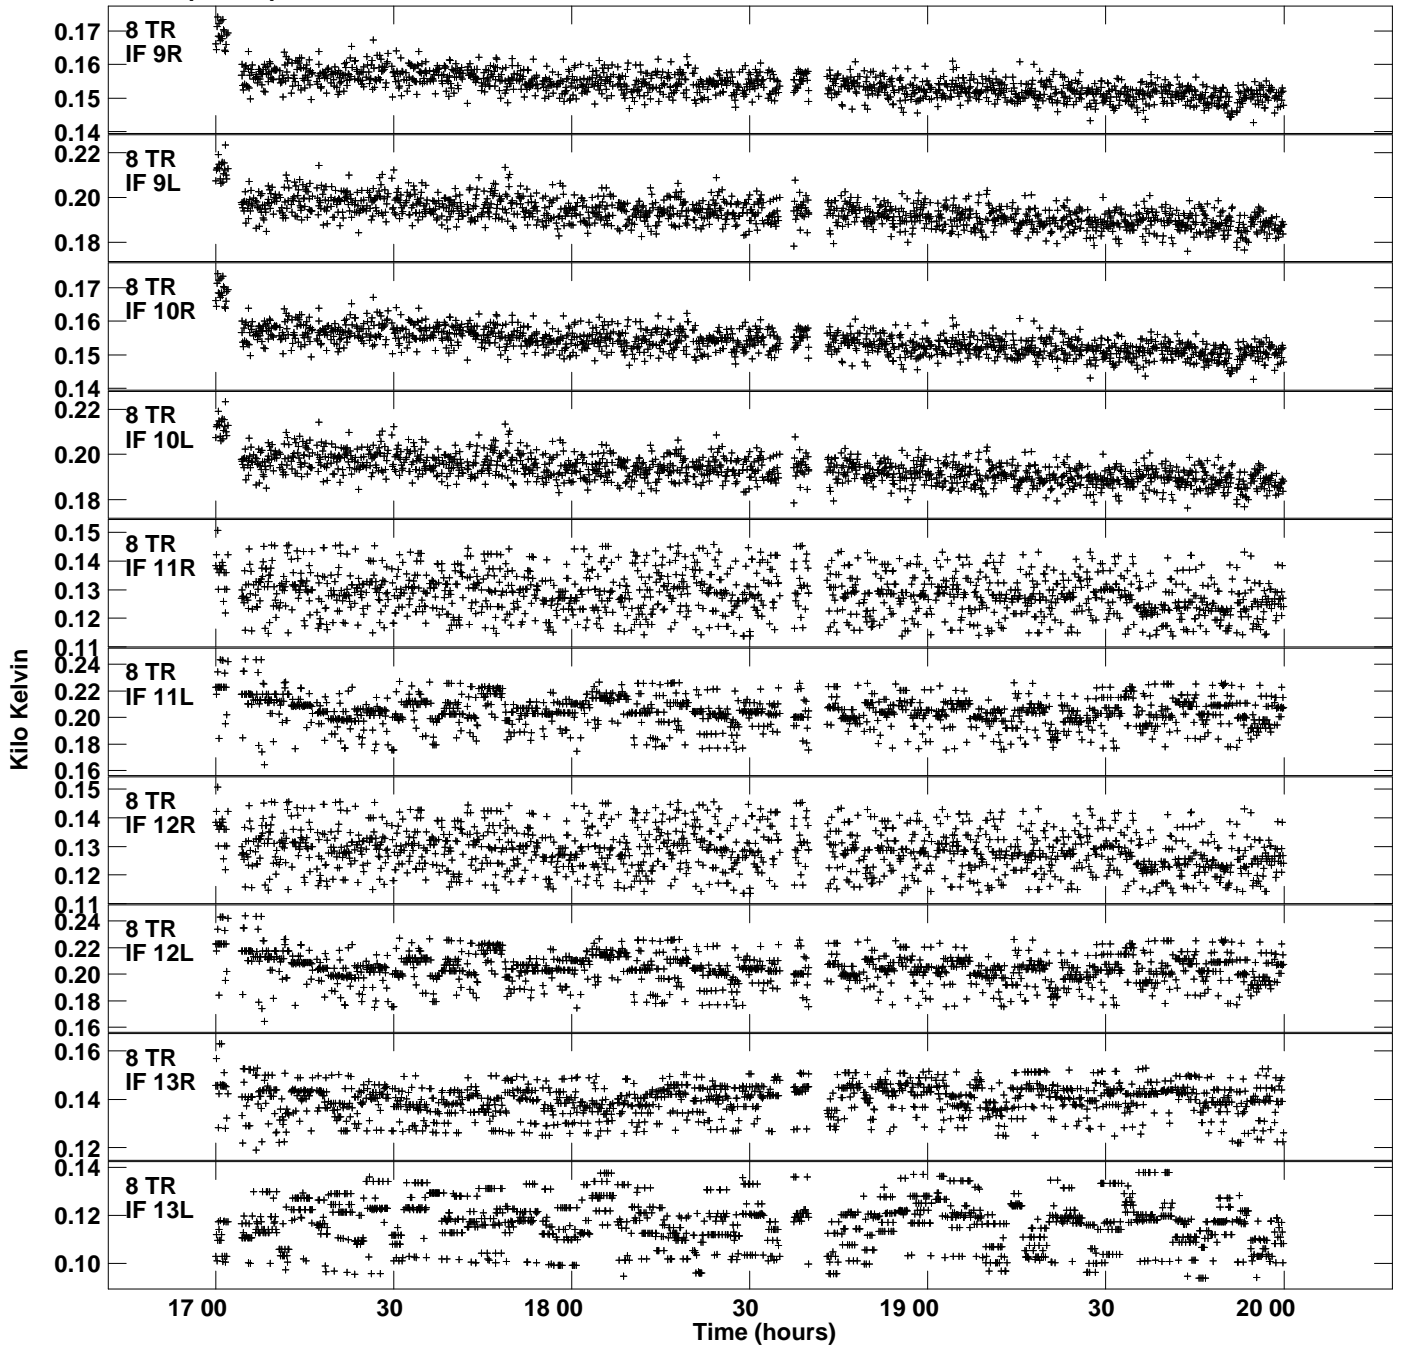 0.17
0.16
0.15
0.14
8 TR
IF 9R
0.22
0.20
0.18
8 TR
IF 9L
0.17
0.16
0.15
0.14
8 TR
IF 10R
0.22
0.20
0.18
8 TR
IF 10L
0.15
0.14
0.13
0.12
0.11
8 TR
IF 11R
0.24
0.22
0.20
0.18
0.16
8 TR
IF 11L
0.15
0.14
0.13
0.12
0.11
8 TR
IF 12R
0.24
0.22
0.20
0.18
0.16
8 TR
IF 12L
0.16
0.14
0.12
8 TR
IF 13R
0.14
0.12
0.10
8 TR
IF 13L
Kilo Kelvin
17 00 30 18 00 30 19 00 30 20 00
Time (hours)